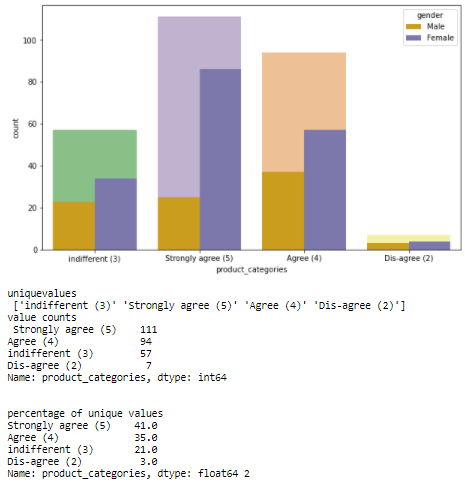 gender
Male
Female
100
80
60
40
20
0
count
indifferent (3) Strongly agree (5) Agree (4) Dis-agree (2)
product_categories
uniquevalues
['indifferent (3)' 'Strongly agree (5)' 'Agree (4)' 'Dis-agree (2)']
value counts
Strongly agree (5) 111
Agree (4) 94
indifferent (3) 57
Dis-agree (2) 7
Name: product_categories, dtype: int64
percentage of unique values
Strongly agree (5) 41.0
Agree (4) 35.0
indifferent (3) 21.0
Dis-agree (2) 3.0
Name: product_categories, dtype: float64 2